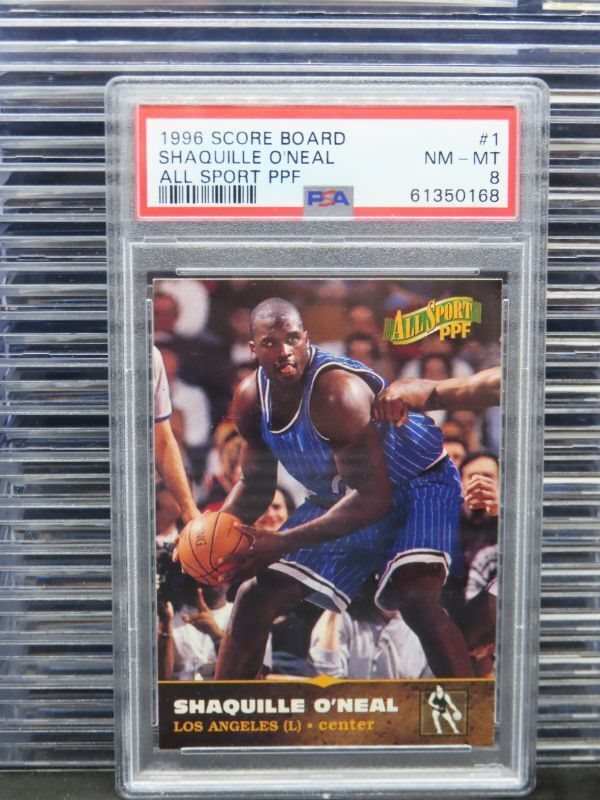 1996 SCORE BOARD #1
SHAQUILLE O'NEAL NM - MT
ALL SPORT PPF 8
PSA 61350168
ALL SPORT
PPF
SHAQUILLE O'NEAL
LOS ANGELES (L) • center